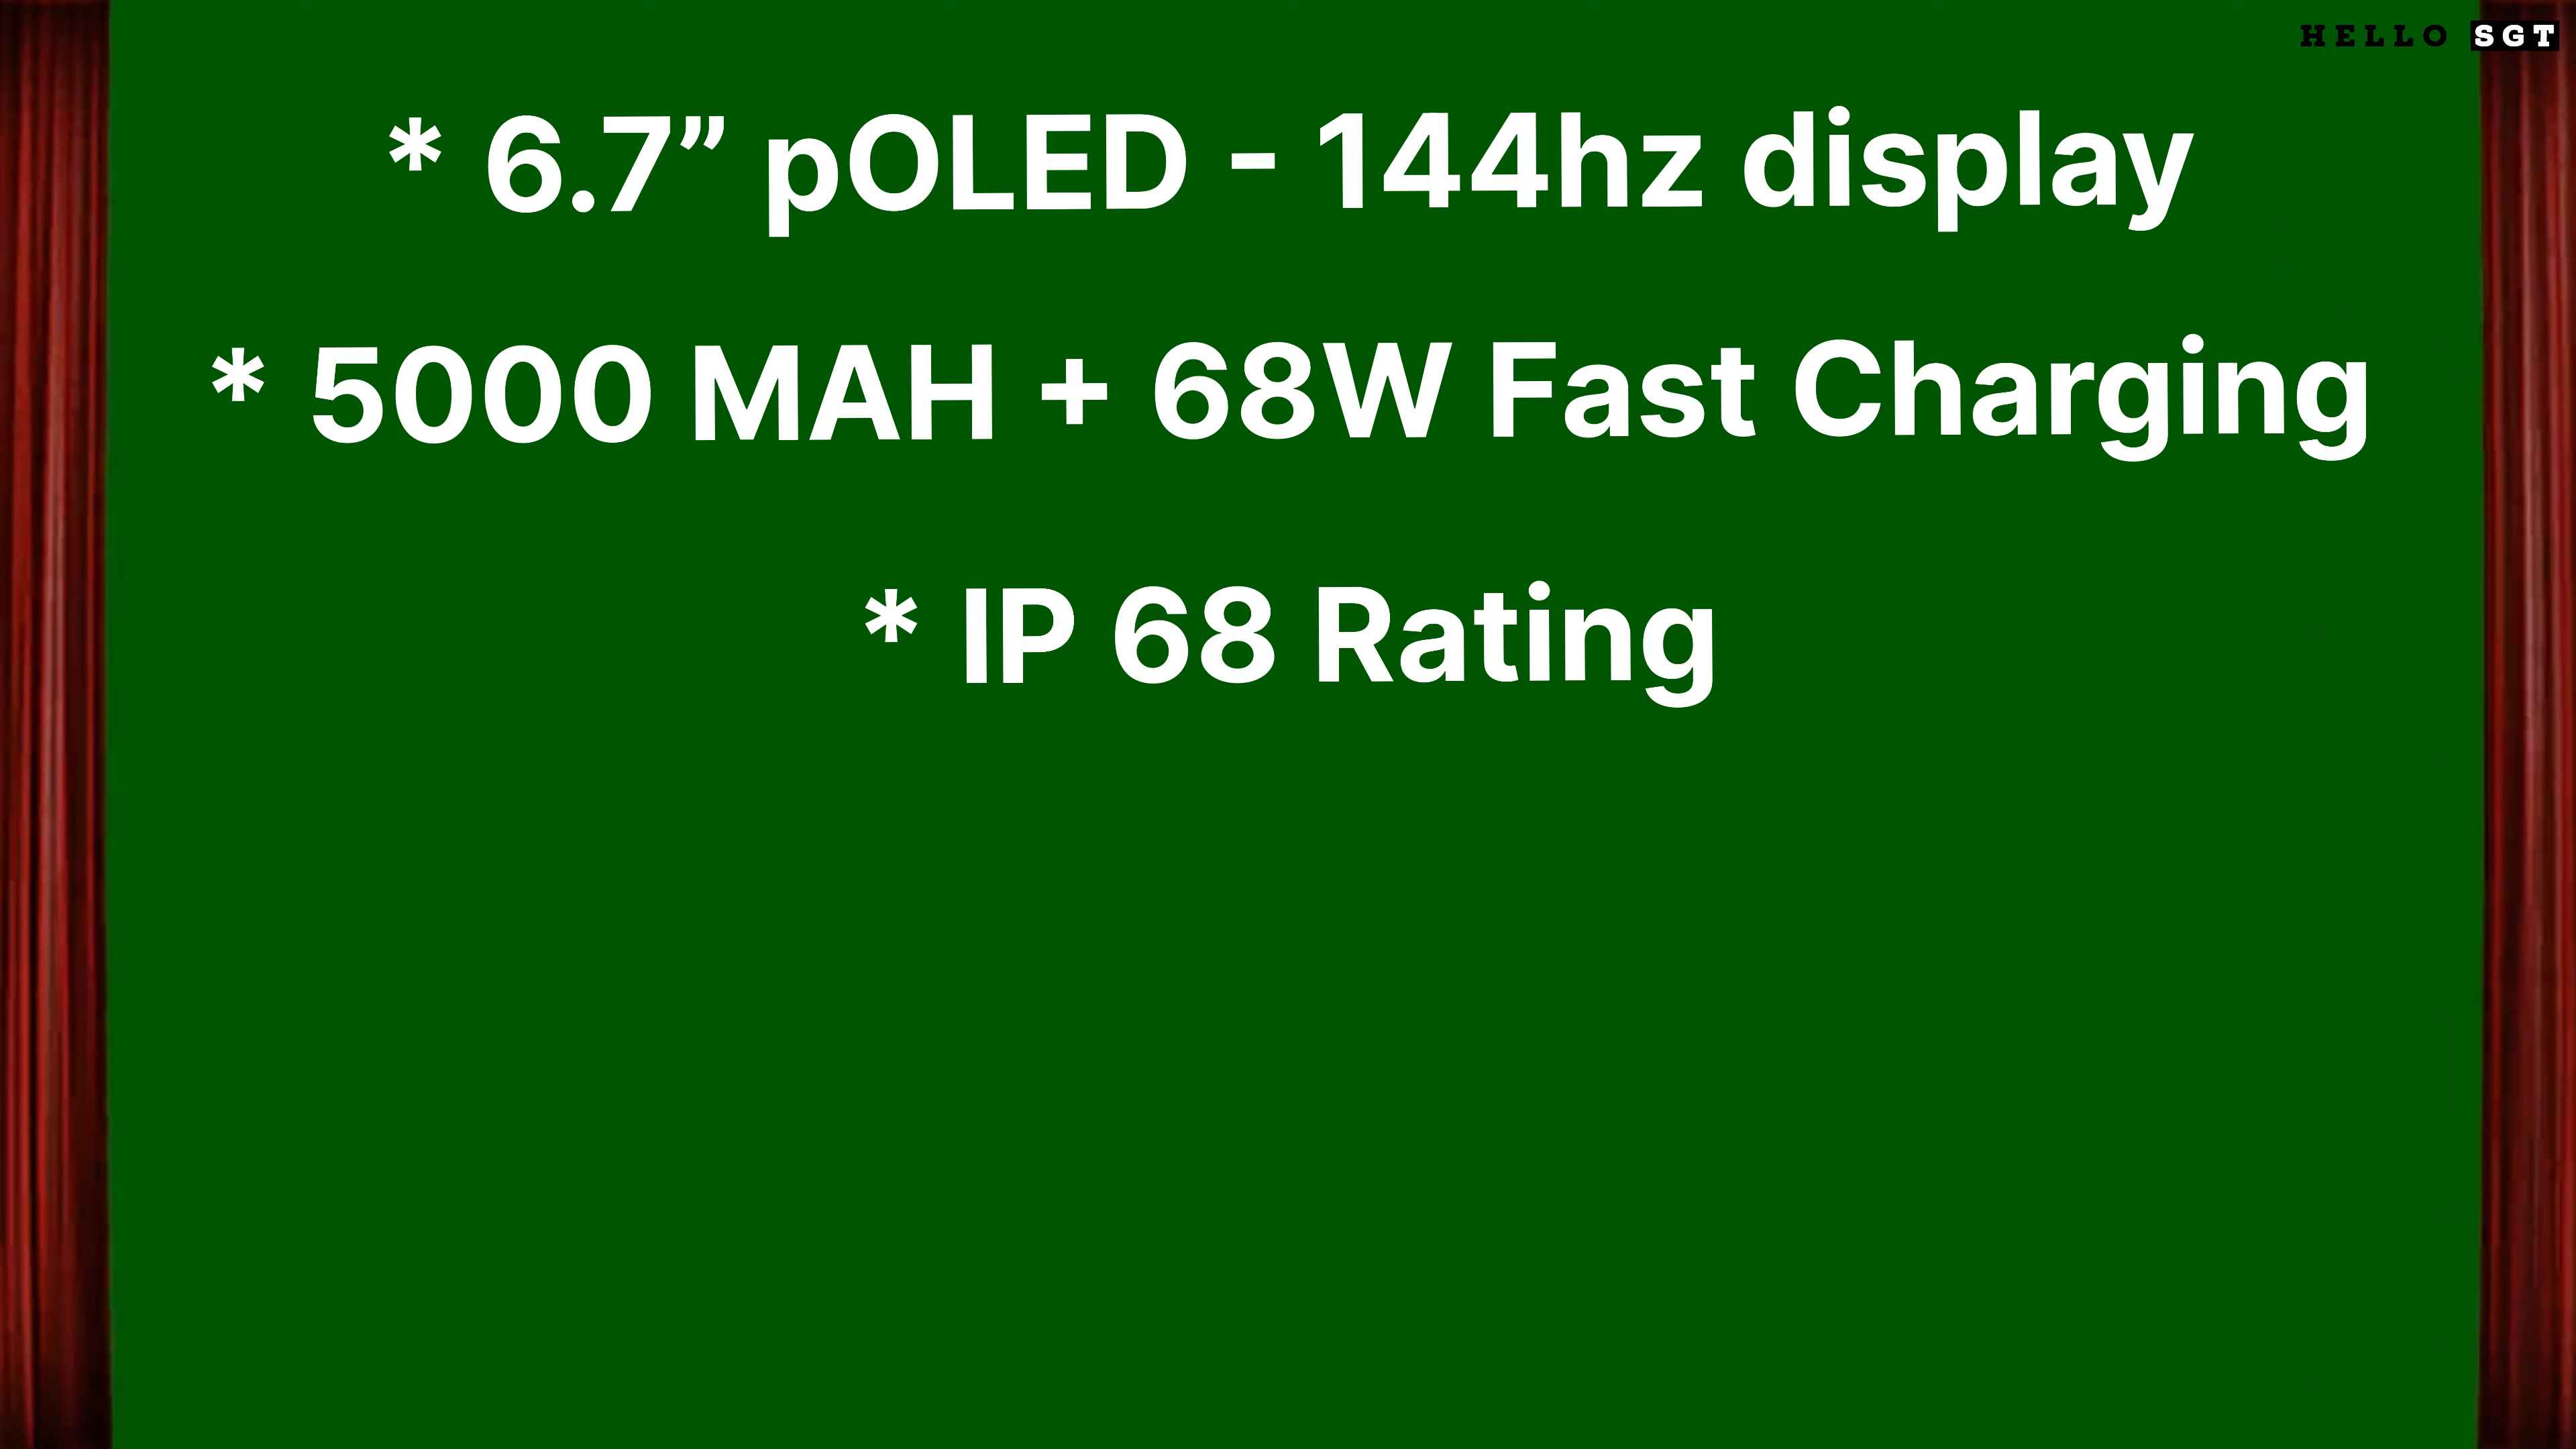 HELLO SGT
* 6.7” pOLED - 144hz display
* 5000 MAH + 68W Fast Charging
* IP 68 Rating